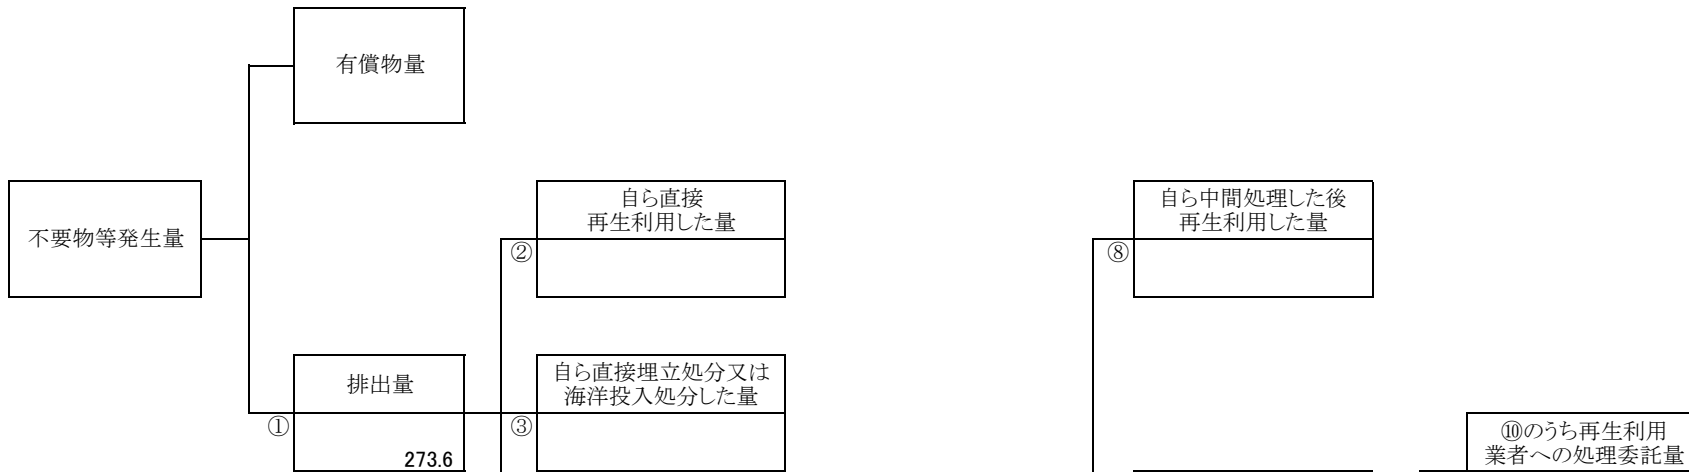 有償物量
不要物等発生量
自ら直接
再生利用した量
②
自ら中間処理した後
再生利用した量
⑧
排出量
①
273.6
自ら直接埋立処分又は
海洋投入処分した量
③
⑩のうち再生利用
業者への処理委託量